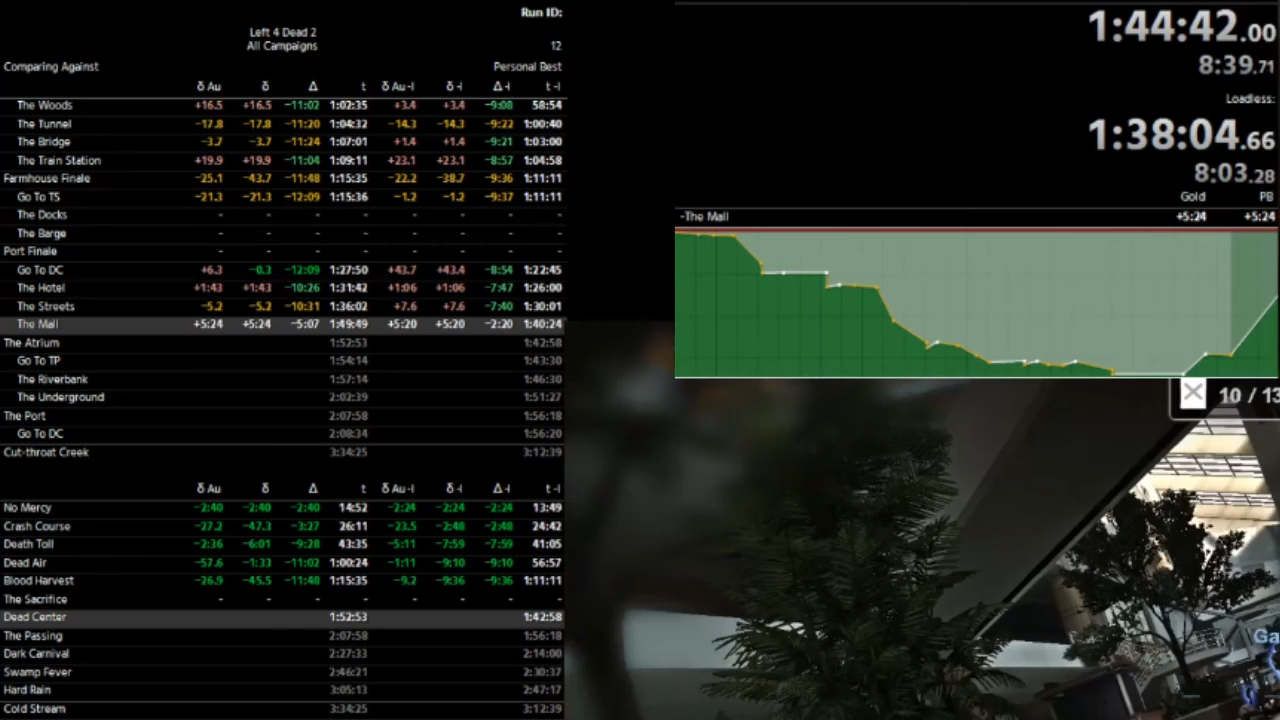 Run ID:
Left 4 Dead 2
All Campaigns 12
Comparing Against Personal Best
δ Au δ Δ t δ Au -l δ -l Δ -l t -l
The Woods +16.5 +16.5 −11:02 1:02:35 +3.4 +3.4 −9:08 58:54
The Tunnel −17.8 −17.8 −11:20 1:04:32 −14.3 −14.3 −9:22 1:00:40
The Bridge −3.7 −3.7 −11:24 1:07:01 +1.4 +1.4 −9:21 1:03:00
The Train Station +19.9 +19.9 −11:04 1:09:11 +23.1 +23.1 −8:57 1:04:58
Farmhouse Finale −25.1 −43.7 −11:48 1:15:35 −22.2 −38.7 −9:36 1:11:11
Go To TS −21.3 −21.3 −12:09 1:15:36 −1.2 −1.2 −9:37 1:11:11
The Docks - - - - - - - -
The Barge - - - - - - - -
Port Finale - - - - - - - -
Go To DC +6.3 −0.3 −12:09 1:27:50 +43.7 +43.4 −8:54 1:22:45
The Hotel +1:43 +1:43 −10:26 1:31:42 +1:06 +1:06 −7:47 1:26:00
The Streets −5.2 −5.2 −10:31 1:36:02 +7.6 +7.6 −7:40 1:30:01
The Mall +5:24 +5:24 −5:07 1:49:49 +5:20 +5:20 −2:20 1:40:24
The Atrium 1:52:53 1:42:58
Go To TP 1:54:14 1:43:30
The Riverbank 1:57:14 1:46:30
The Underground 2:02:39 1:51:27
The Port 2:07:58 1:56:18
Go To DC 2:08:34 1:56:20
Cut-throat Creek 3:34:25 3:12:39
δ Au δ Δ t δ Au -l δ -l Δ -l t -l
No Mercy −2:40 −2:40 −2:40 14:52 −2:24 −2:24 −2:24 13:49
Crash Course −27.2 −47.3 −3:27 26:11 −23.5 −2:48 −2:48 24:42
Death Toll −2:36 −6:01 −9:28 43:35 −5:11 −7:59 −7:59 41:05
Dead Air −57.6 −1:33 −11:02 1:00:24 −1:11 −9:10 −9:10 56:57
Blood Harvest −26.9 −45.5 −11:48 1:15:35 −9.2 −9:36 −9:36 1:11:11
The Sacrifice - - - - - - - -
Dead Center 1:52:53 1:42:58
The Passing 2:07:58 1:56:18
Dark Carnival 2:27:33 2:14:00
Swamp Fever 2:46:21 2:30:37
Hard Rain 3:05:13 2:47:17
Cold Stream 3:34:25 3:12:39
1:44:42.00
8:39.71
Loadless:
1:38:04.66
8:03.28
Gold PB
-The Mall +5:24 +5:24
10 / 13
Ga